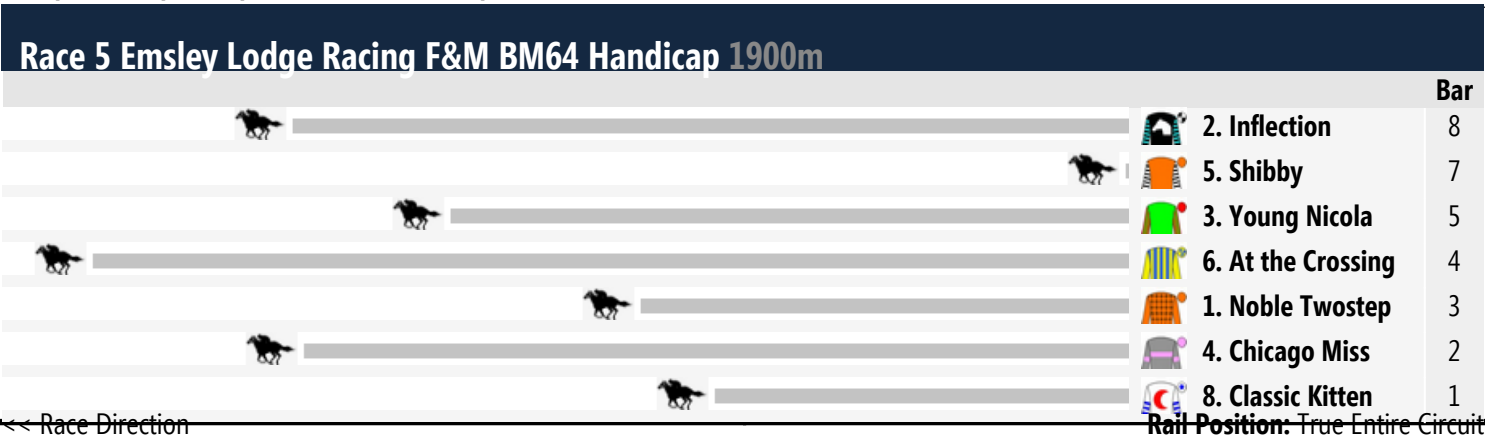 Race 5 Emsley Lodge Racing F&M BM64 Handicap 1900m
Bar
2. Inflection 8
5. Shibby 7
3. Young Nicola 5
6. At the Crossing 4
1. Noble Twostep 3
4. Chicago Miss 2
8. Classic Kitten 1
<< Race Direction Rail Position: True Entire Circuit